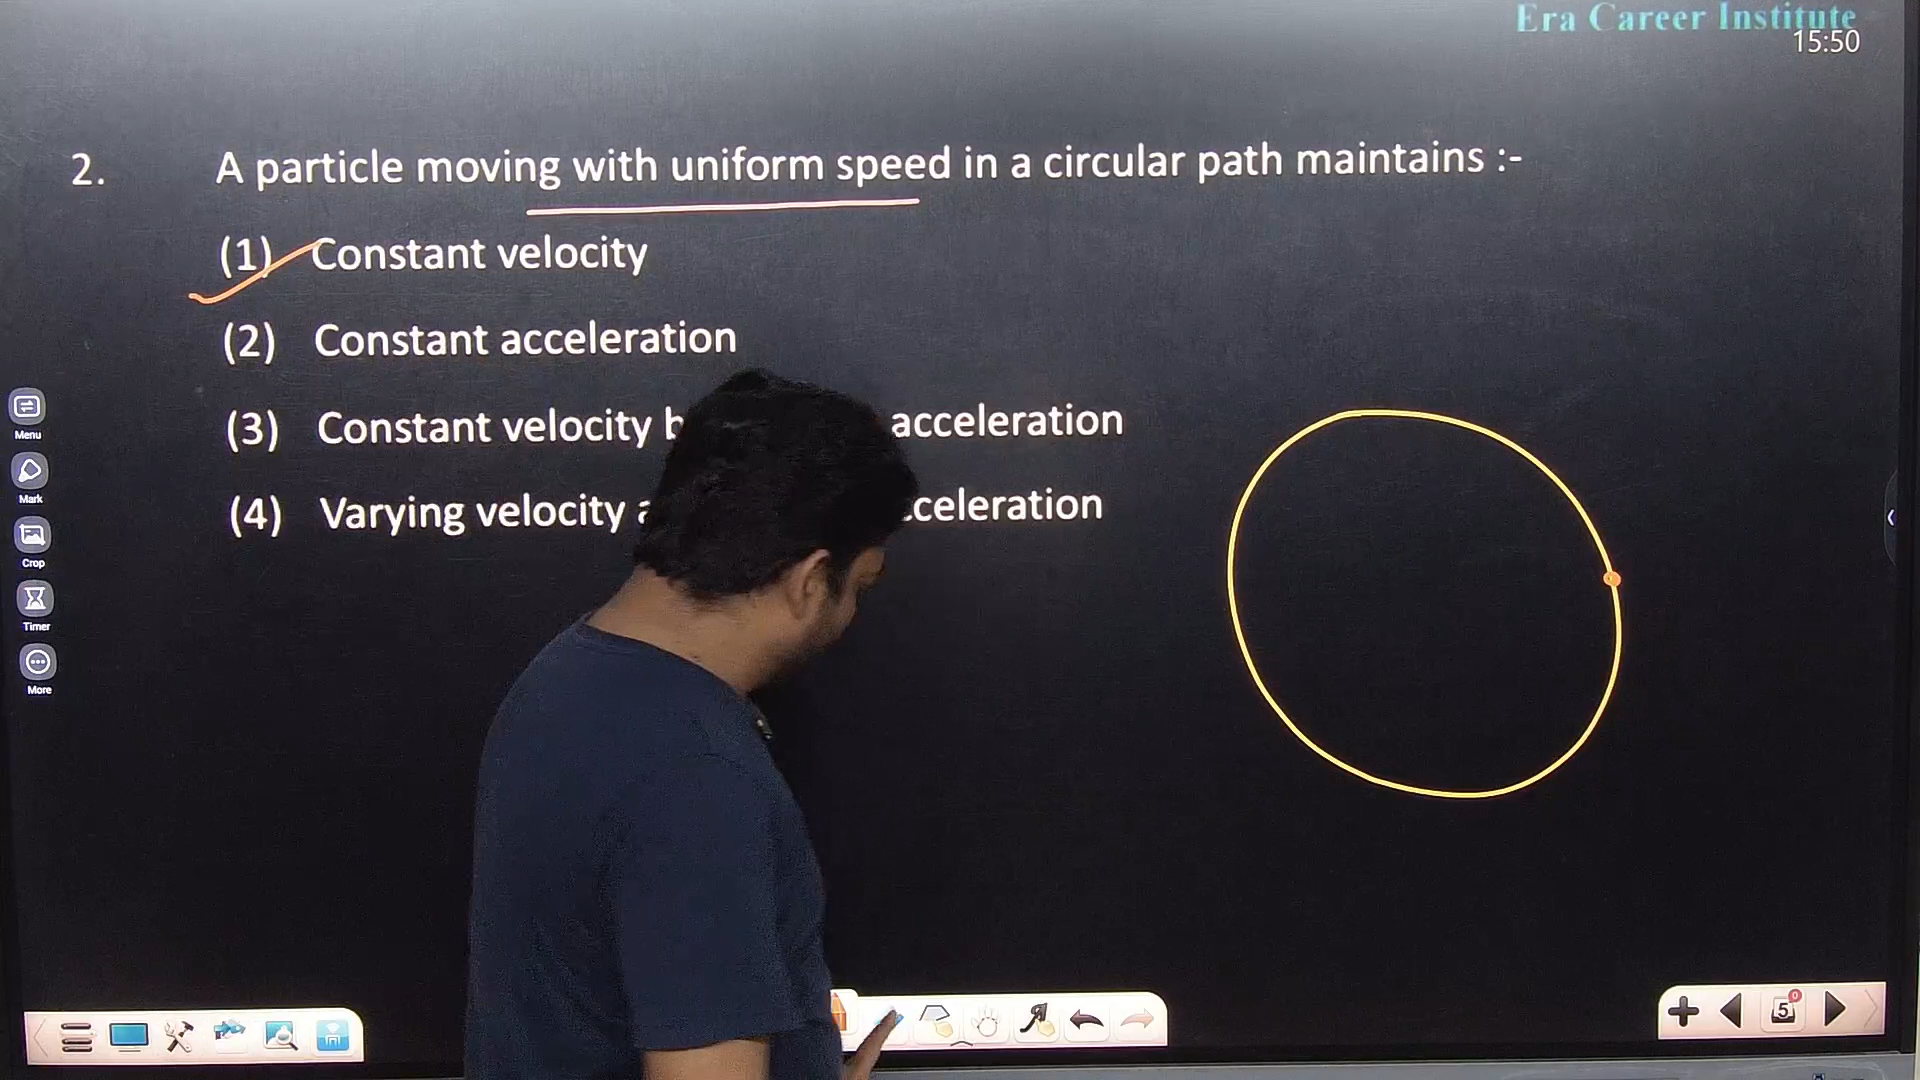 Era Career Institute
15:50
2. A particle moving with uniform speed in a circular path maintains :-
(1) Constant velocity
(2) Constant acceleration
(3) Constant velocity acceleration
(4) Varying velocity
Menu
Mark
Crop
Timer
More
5
0